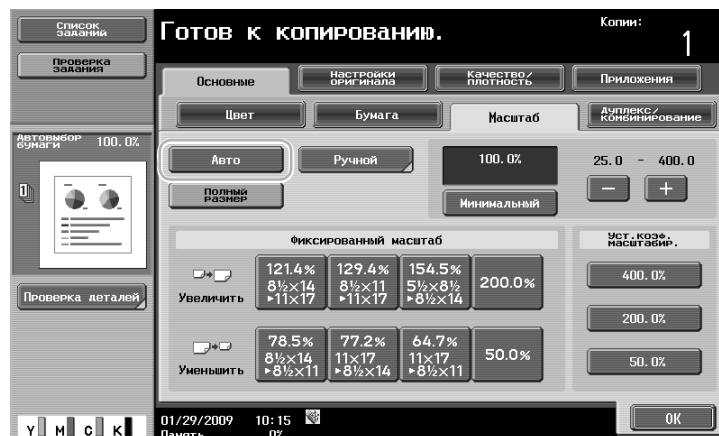 Список
заданий
Готов к копированию.
Копии:
1
Проверка
задания
Основные
Настройки
оригинала
Качество/
плотность
Приложения
Цвет
Бумага
Масштаб
Дуплекс/
Комбинирование
Автовыбор
бумаги
100.0%
Авто
Ручной
100.0%
25.0 - 400.0
Полный
размер
Минимальный
− +
Фиксированный масштаб
Уст.коэф.
масштабир.
Увеличить
121.4%
8½×14
▸11×17
129.4%
8½×11
▸11×17
154.5%
5½×8½
▸8½×14
200.0%
400.0%
Проверка деталей
200.0%
Уменьшить
78.5%
8½×14
▸8½×11
77.2%
11×17
▸8½×14
64.7%
11×17
▸8½×11
50.0%
50.0%
01/29/2009 10:15
Память 0%
OK
Y M C K